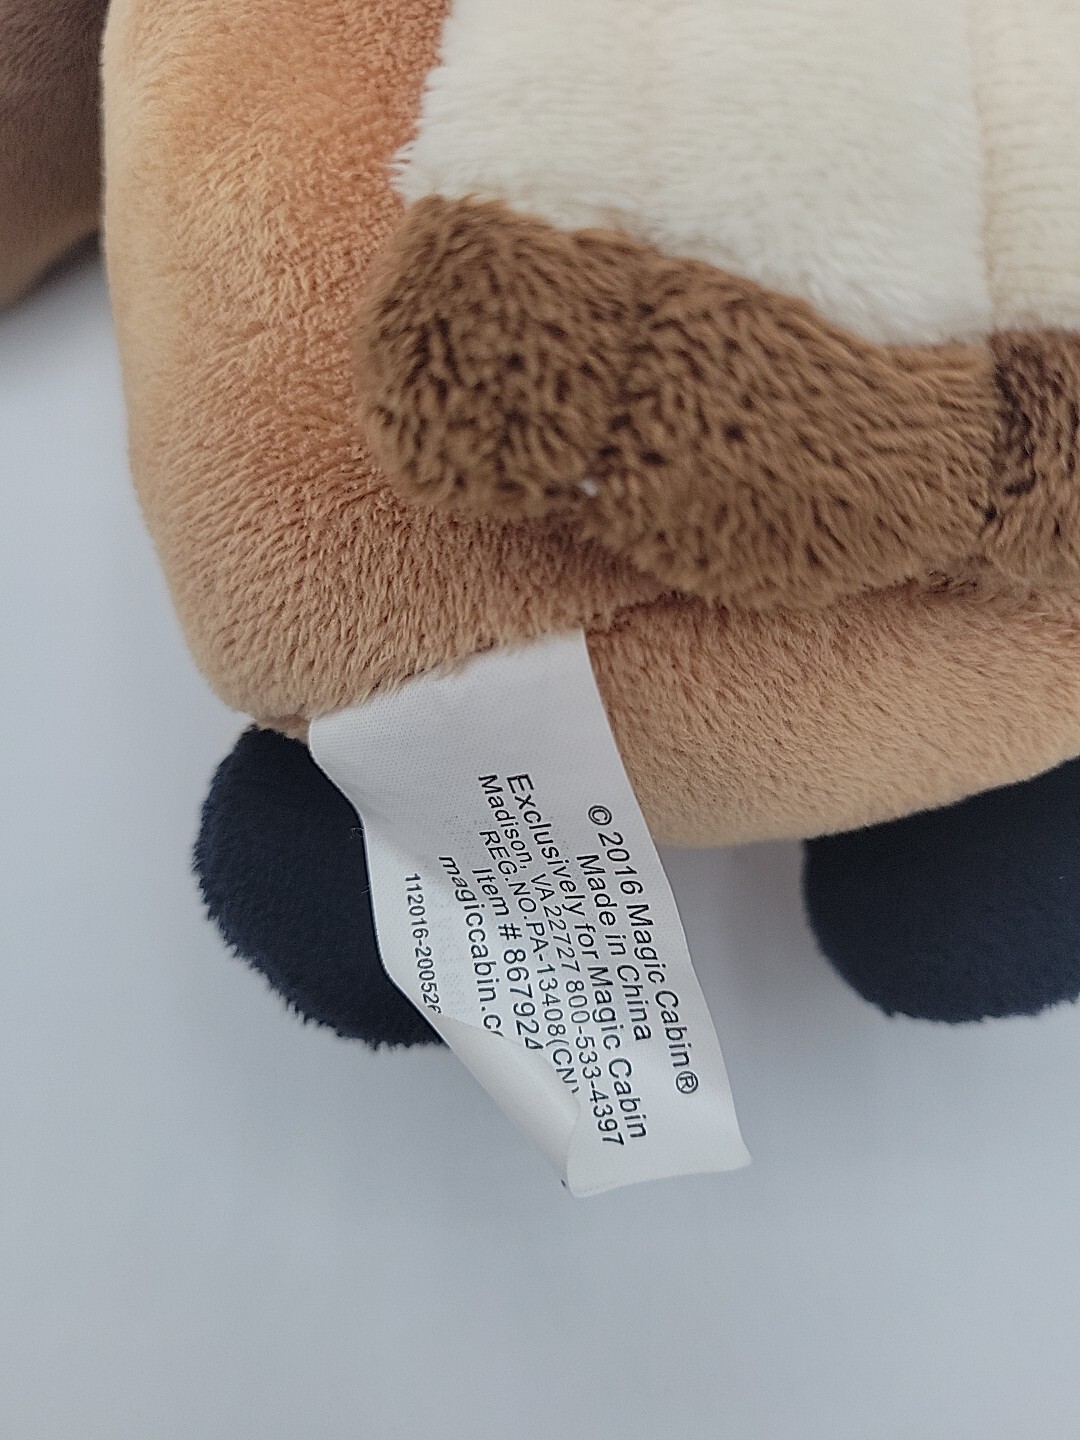 © 2016 Magic Cabin®
Made in China
Exclusively for Magic Cabin
Madison, VA 22727 800-533-4397
REG.NO.PA-13408(CN)
Item # 867924
magiccabin.c
112016-20052